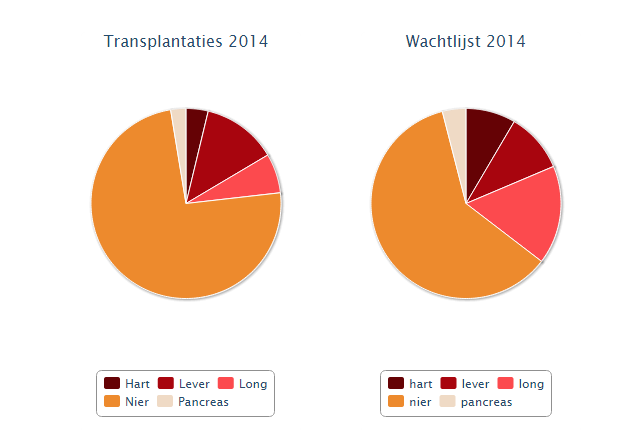 Transplantaties 2014
Hart Lever Long
Nier Pancreas
Wachtlijst 2014
hart lever long
nier pancreas